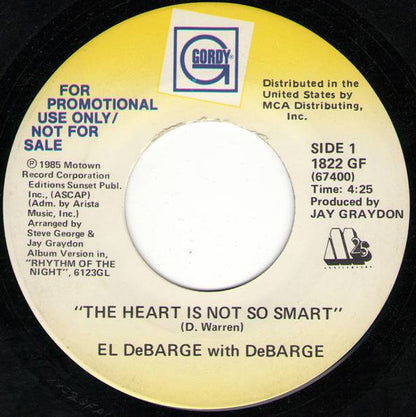 GORDY®
G
FOR
PROMOTIONAL
USE ONLY/
NOT FOR
SALE
Distributed in the
United States by
MCA Distributing,
Inc.
℗ 1985 Motown
Record Corporation
Editions Sunset Publ.
Inc., (ASCAP)
(Adm. by Arista
Music, Inc.)
Arranged by
Steve George &
Jay Graydon
Album Version in,
"RHYTHM OF THE
NIGHT", 6123GL
SIDE 1
1822 GF
(67400)
Time: 4:25
Produced by
JAY GRAYDON
M25
ANNIVERSARY
"THE HEART IS NOT SO SMART"
(D. Warren)
EL DeBARGE with DeBARGE